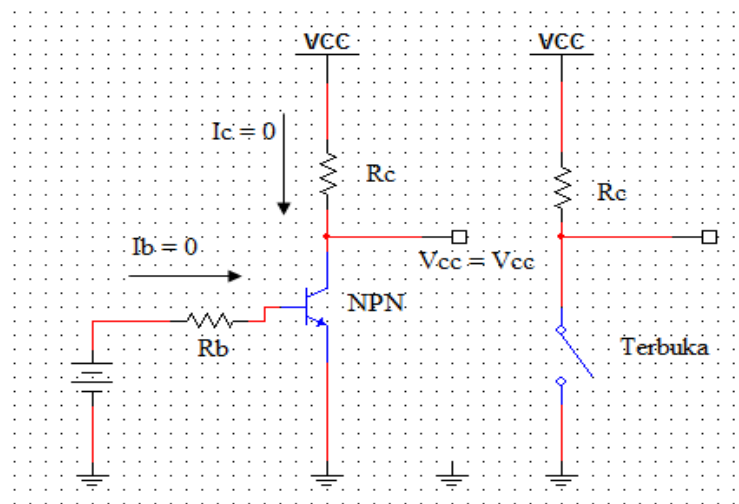 VCC
VCC
Ic = 0
Rc
Rc
Ib = 0
Vcc = Vcc
NPN
Rb
Terbuka